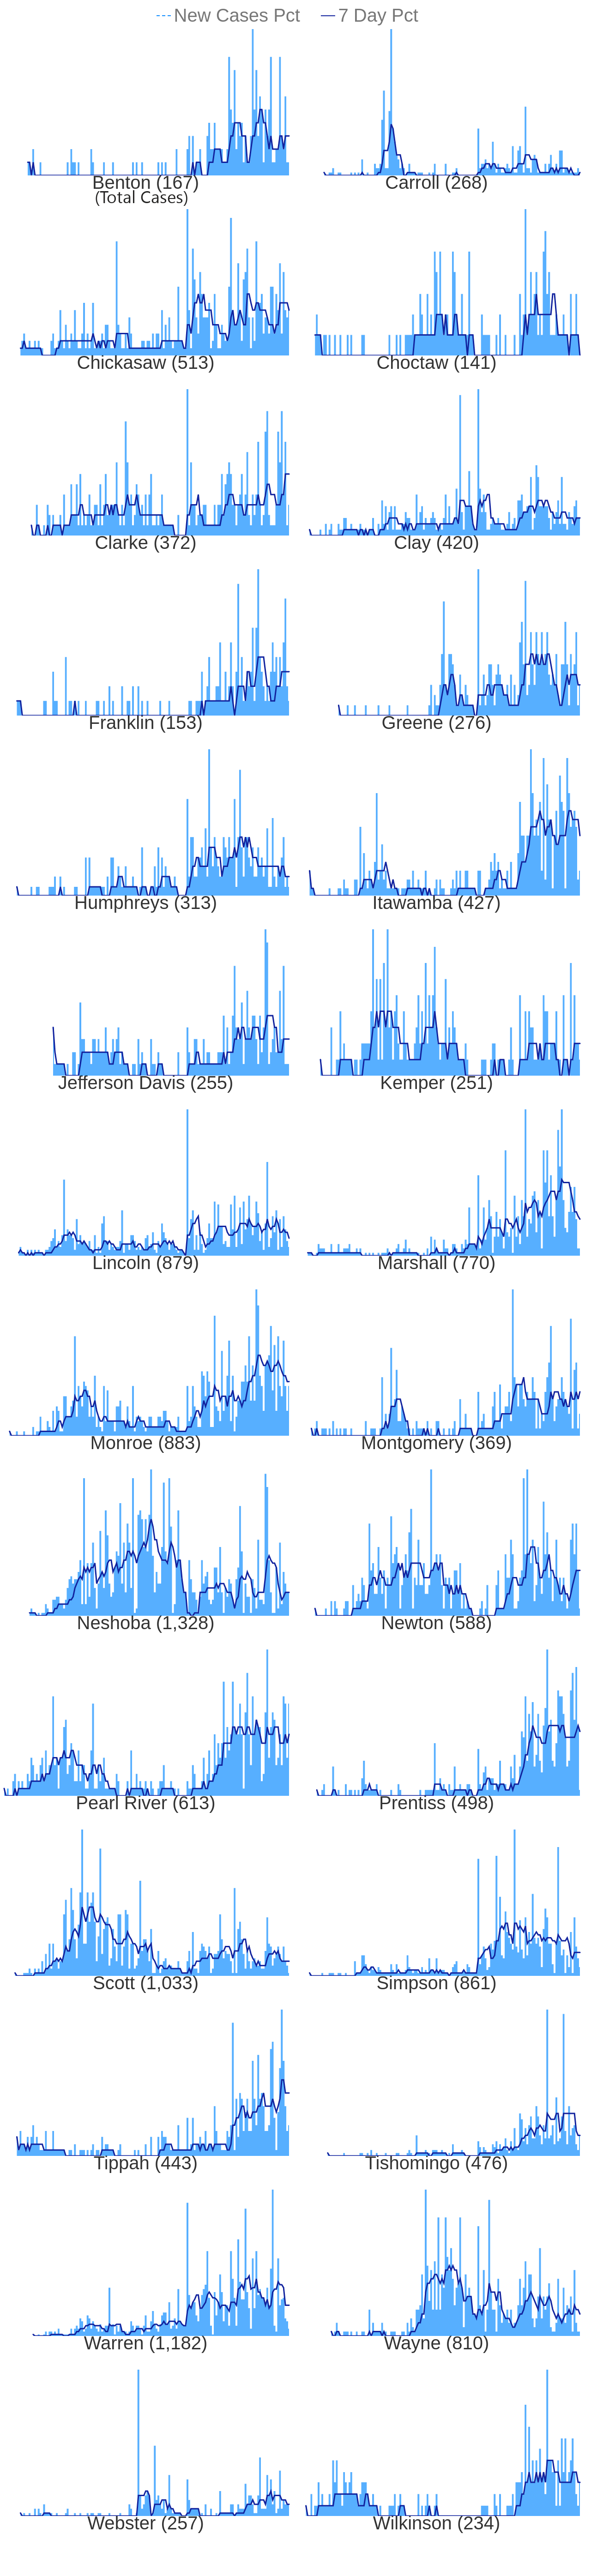 New Cases Pct 7 Day Pct
Benton (167) Carroll (268)
(Total Cases)
Chickasaw (513) Choctaw (141)
Clarke (372) Clay (420)
Franklin (153) Greene (276)
Humphreys (313) Itawamba (427)
Jefferson Davis (255) Kemper (251)
Lincoln (879) Marshall (770)
Monroe (883) Montgomery (369)
Neshoba (1,328) Newton (588)
Pearl River (613) Prentiss (498)
Scott (1,033) Simpson (861)
Tippah (443) Tishomingo (476)
Warren (1,182) Wayne (810)
Webster (257) Wilkinson (234)